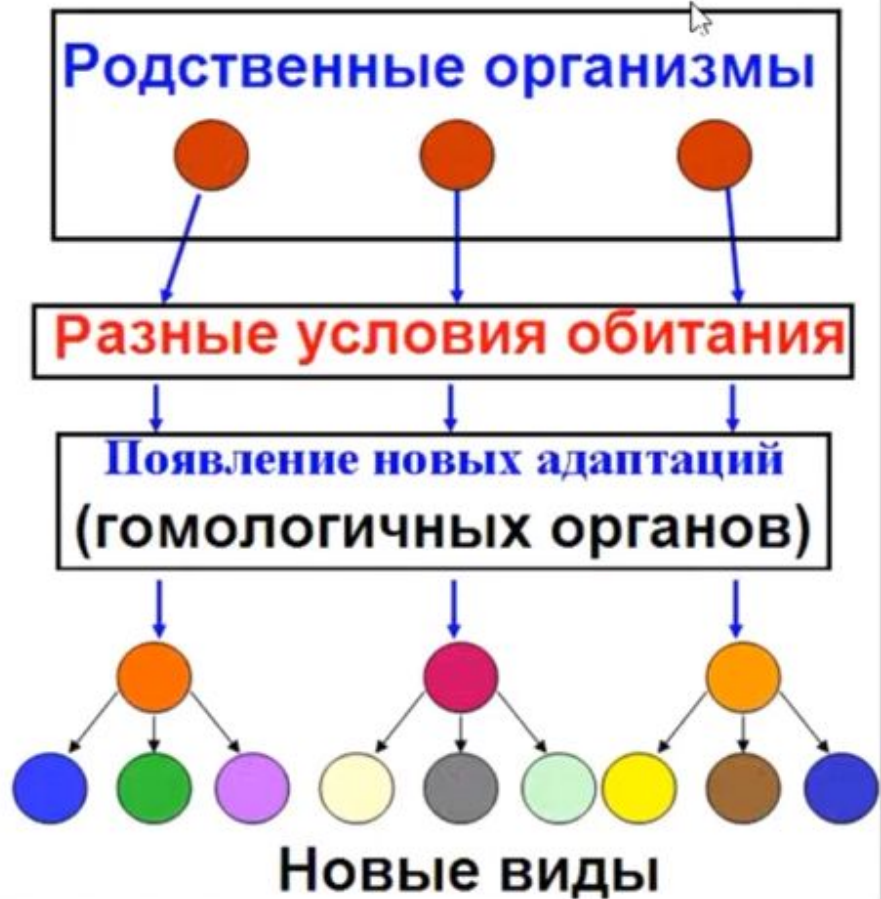 Родственные организмы
Разные условия обитания
Появление новых адаптаций
(гомологичных органов)
Новые виды